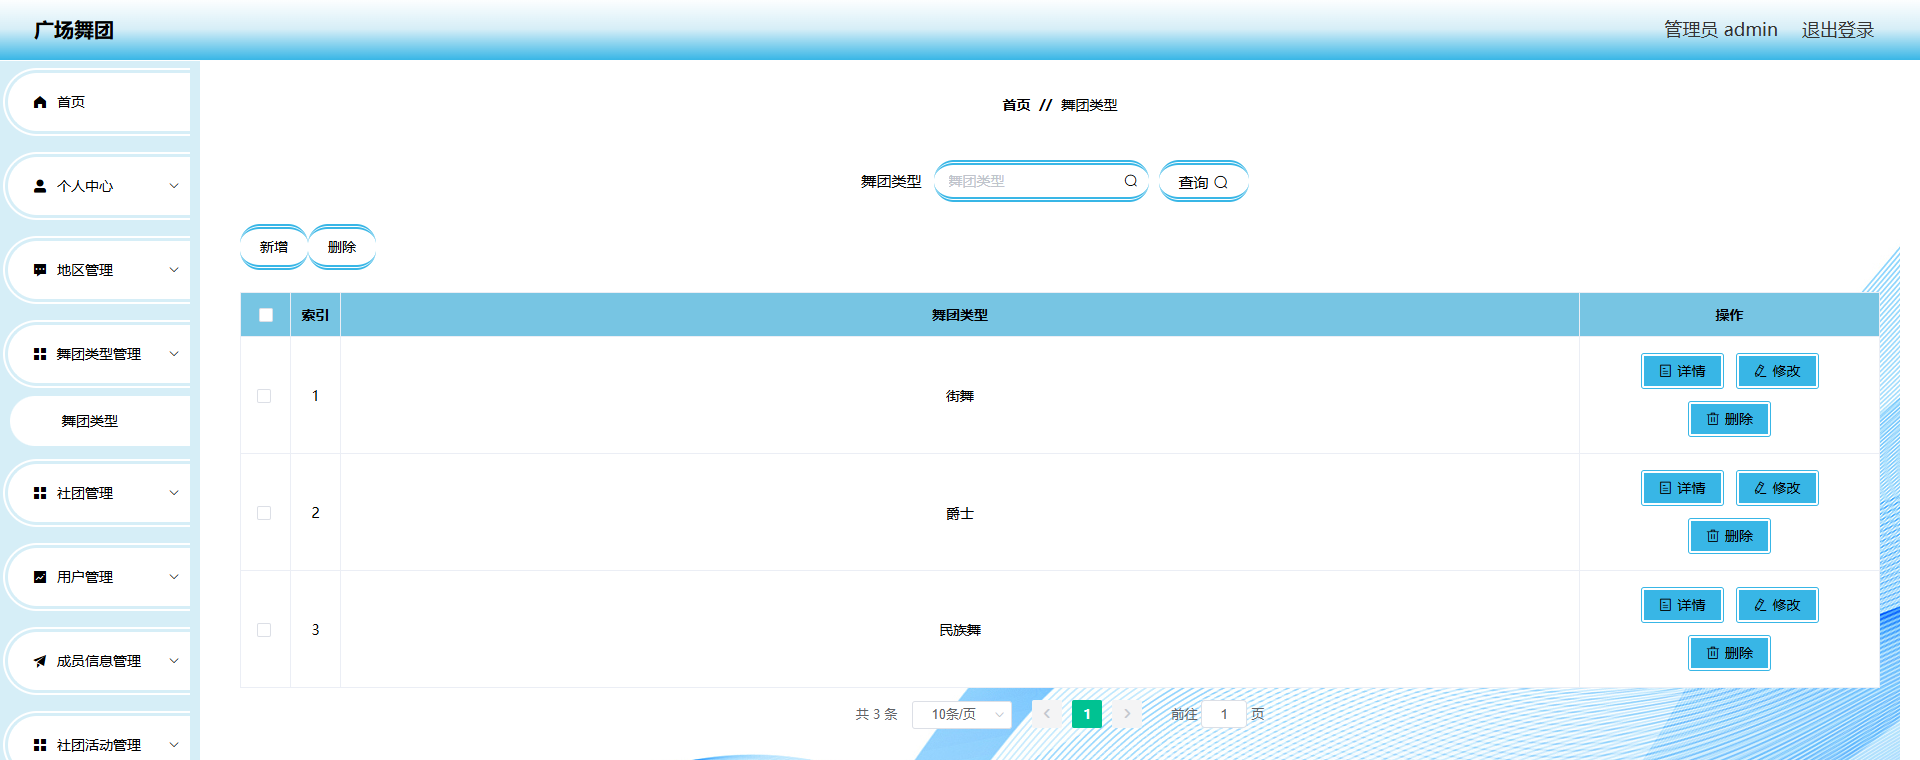 广场舞团
管理员 admin 退出登录
首页
个人中心
地区管理
舞团类型管理
舞团类型
社团管理
用户管理
成员信息管理
社团活动管理
首页 // 舞团类型
舞团类型 舞团类型 查询
新增 删除
索引 舞团类型 操作
1 街舞 详情 修改
删除
2 爵士 详情 修改
删除
3 民族舞 详情 修改
删除
共 3 条 10条/页 1 前往 1 页